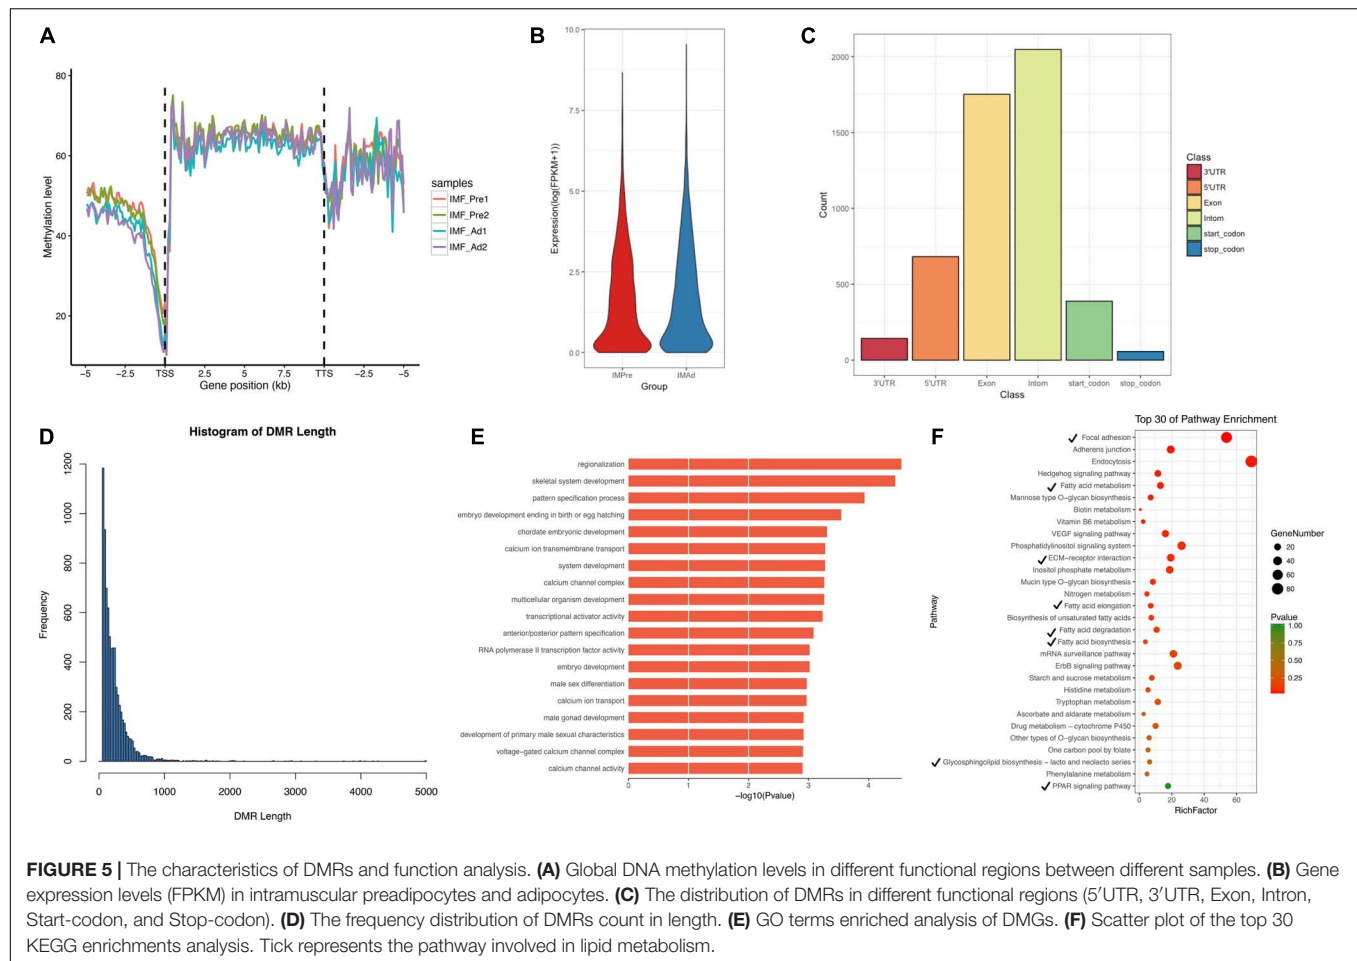 A
80
60
40
20
Methylation level
−5
−2.5
TSS
2.5
5
7.5
TTS
−2.5
−5
Gene position (kb)
samples
IMF_Pre1
IMF_Pre2
IMF_Ad1
IMF_Ad2
B
10.0
7.5
5.0
2.5
0.0
Expression(log(FPKM+1))
IMPre
IMAd
Group
C
2000
1500
1000
500
0
Count
3'UTR
5'UTR
Exon
Intorn
start_codon
stop_codon
Class
Class
3'UTR
5'UTR
Exon
Intorn
start_codon
stop_codon
D
Histogram of DMR Length
1200
1000
800
600
400
200
0
Frequency
0
1000
2000
3000
4000
5000
DMR Length
E
regionalization
skeletal system development
pattern specification process
embryo development ending in birth or egg hatching
chordate embryonic development
calcium ion transmembrane transport
system development
calcium channel complex
multicellular organism development
transcriptional activator activity
anterior/posterior pattern specification
RNA polymerase II transcription factor activity
embryo development
male sex differentiation
calcium ion transport
male gonad development
development of primary male sexual characteristics
voltage−gated calcium channel complex
calcium channel activity
0
1
2
3
4
−log10(Pvalue)
F
Top 30 of Pathway Enrichment
Pathway
✓ Focal adhesion
Adherens junction
Endocytosis
Hedgehog signaling pathway
✓ Fatty acid metabolism
Mannose type O−glycan biosynthesis
Biotin metabolism
Vitamin B6 metabolism
VEGF signaling pathway
Phosphatidylinositol signaling system
✓ ECM−receptor interaction
Inositol phosphate metabolism
Mucin type O−glycan biosynthesis
Nitrogen metabolism
✓ Fatty acid elongation
Biosynthesis of unsaturated fatty acids
✓ Fatty acid degradation
✓ Fatty acid biosynthesis
mRNA surveillance pathway
ErbB signaling pathway
Starch and sucrose metabolism
Histidine metabolism
Tryptophan metabolism
Ascorbate and aldarate metabolism
Drug metabolism − cytochrome P450
Other types of O−glycan biosynthesis
One carbon pool by folate
✓ Glycosphingolipid biosynthesis − lacto and neolacto series
Phenylalanine metabolism
✓ PPAR signaling pathway
0
20
40
60
RichFactor
GeneNumber
20
40
60
80
Pvalue
1.00
0.75
0.50
0.25
FIGURE 5 | The characteristics of DMRs and function analysis. (A) Global DNA methylation levels in different functional regions between different samples. (B) Gene
expression levels (FPKM) in intramuscular preadipocytes and adipocytes. (C) The distribution of DMRs in different functional regions (5′UTR, 3′UTR, Exon, Intron,
Start-codon, and Stop-codon). (D) The frequency distribution of DMRs count in length. (E) GO terms enriched analysis of DMGs. (F) Scatter plot of the top 30
KEGG enrichments analysis. Tick represents the pathway involved in lipid metabolism.